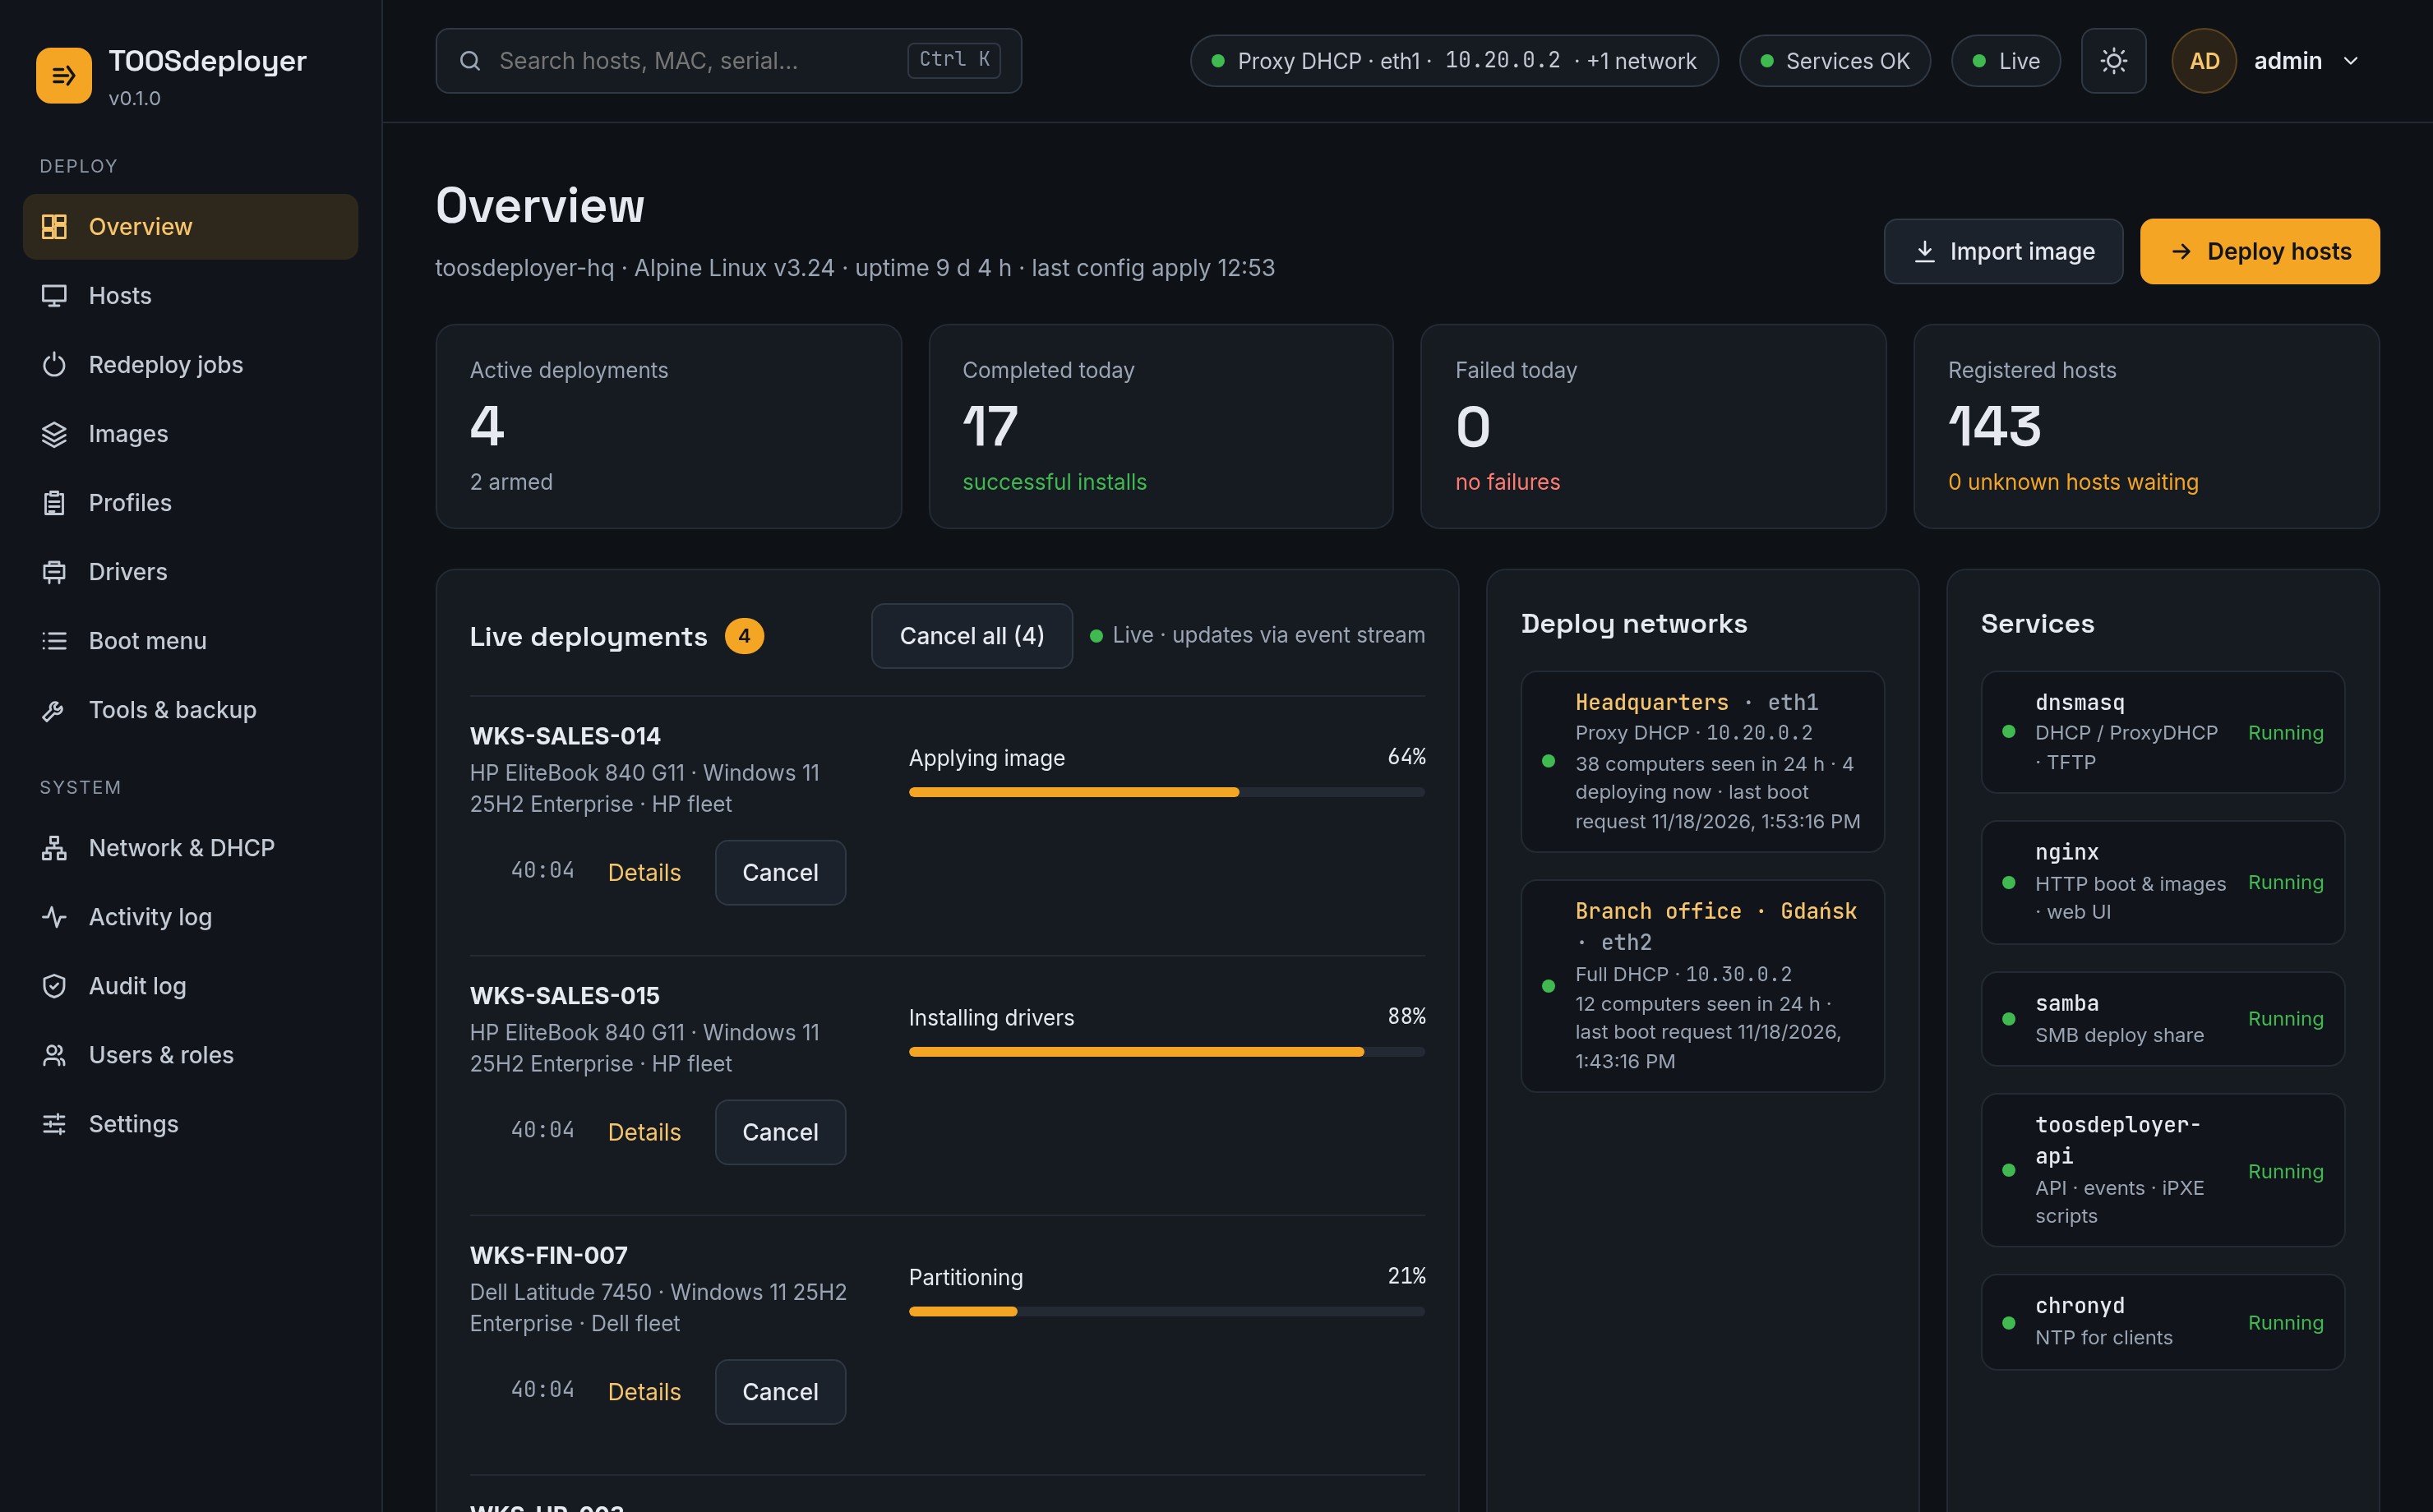 TOOSdeployer
v0.1.0
DEPLOY
Overview
Hosts
Redeploy jobs
Images
Profiles
Drivers
Boot menu
Tools & backup
SYSTEM
Network & DHCP
Activity log
Audit log
Users & roles
Settings
Search hosts, MAC, serial...
Ctrl K
Proxy DHCP · eth1 · 10.20.0.2 · +1 network
Services OK
Live
AD
admin
Overview
toosdeployer-hq · Alpine Linux v3.24 · uptime 9 d 4 h · last config apply 12:53
Import image
Deploy hosts
Active deployments
4
2 armed
Completed today
17
successful installs
Failed today
0
no failures
Registered hosts
143
0 unknown hosts waiting
Live deployments
4
Cancel all (4)
Live · updates via event stream
WKS-SALES-014
HP EliteBook 840 G11 · Windows 11
25H2 Enterprise · HP fleet
Applying image
64%
40:04
Details
Cancel
WKS-SALES-015
HP EliteBook 840 G11 · Windows 11
25H2 Enterprise · HP fleet
Installing drivers
88%
40:04
Details
Cancel
WKS-FIN-007
Dell Latitude 7450 · Windows 11 25H2
Enterprise · Dell fleet
Partitioning
21%
40:04
Details
Cancel
Deploy networks
Headquarters · eth1
Proxy DHCP · 10.20.0.2
38 computers seen in 24 h · 4
deploying now · last boot
request 11/18/2026, 1:53:16 PM
Branch office · Gdańsk
· eth2
Full DHCP · 10.30.0.2
12 computers seen in 24 h ·
last boot request 11/18/2026,
1:43:16 PM
Services
dnsmasq
DHCP / ProxyDHCP
· TFTP
Running
nginx
HTTP boot & images
· web UI
Running
samba
SMB deploy share
Running
toosdeployer-
api
API · events · iPXE
scripts
Running
chronyd
NTP for clients
Running